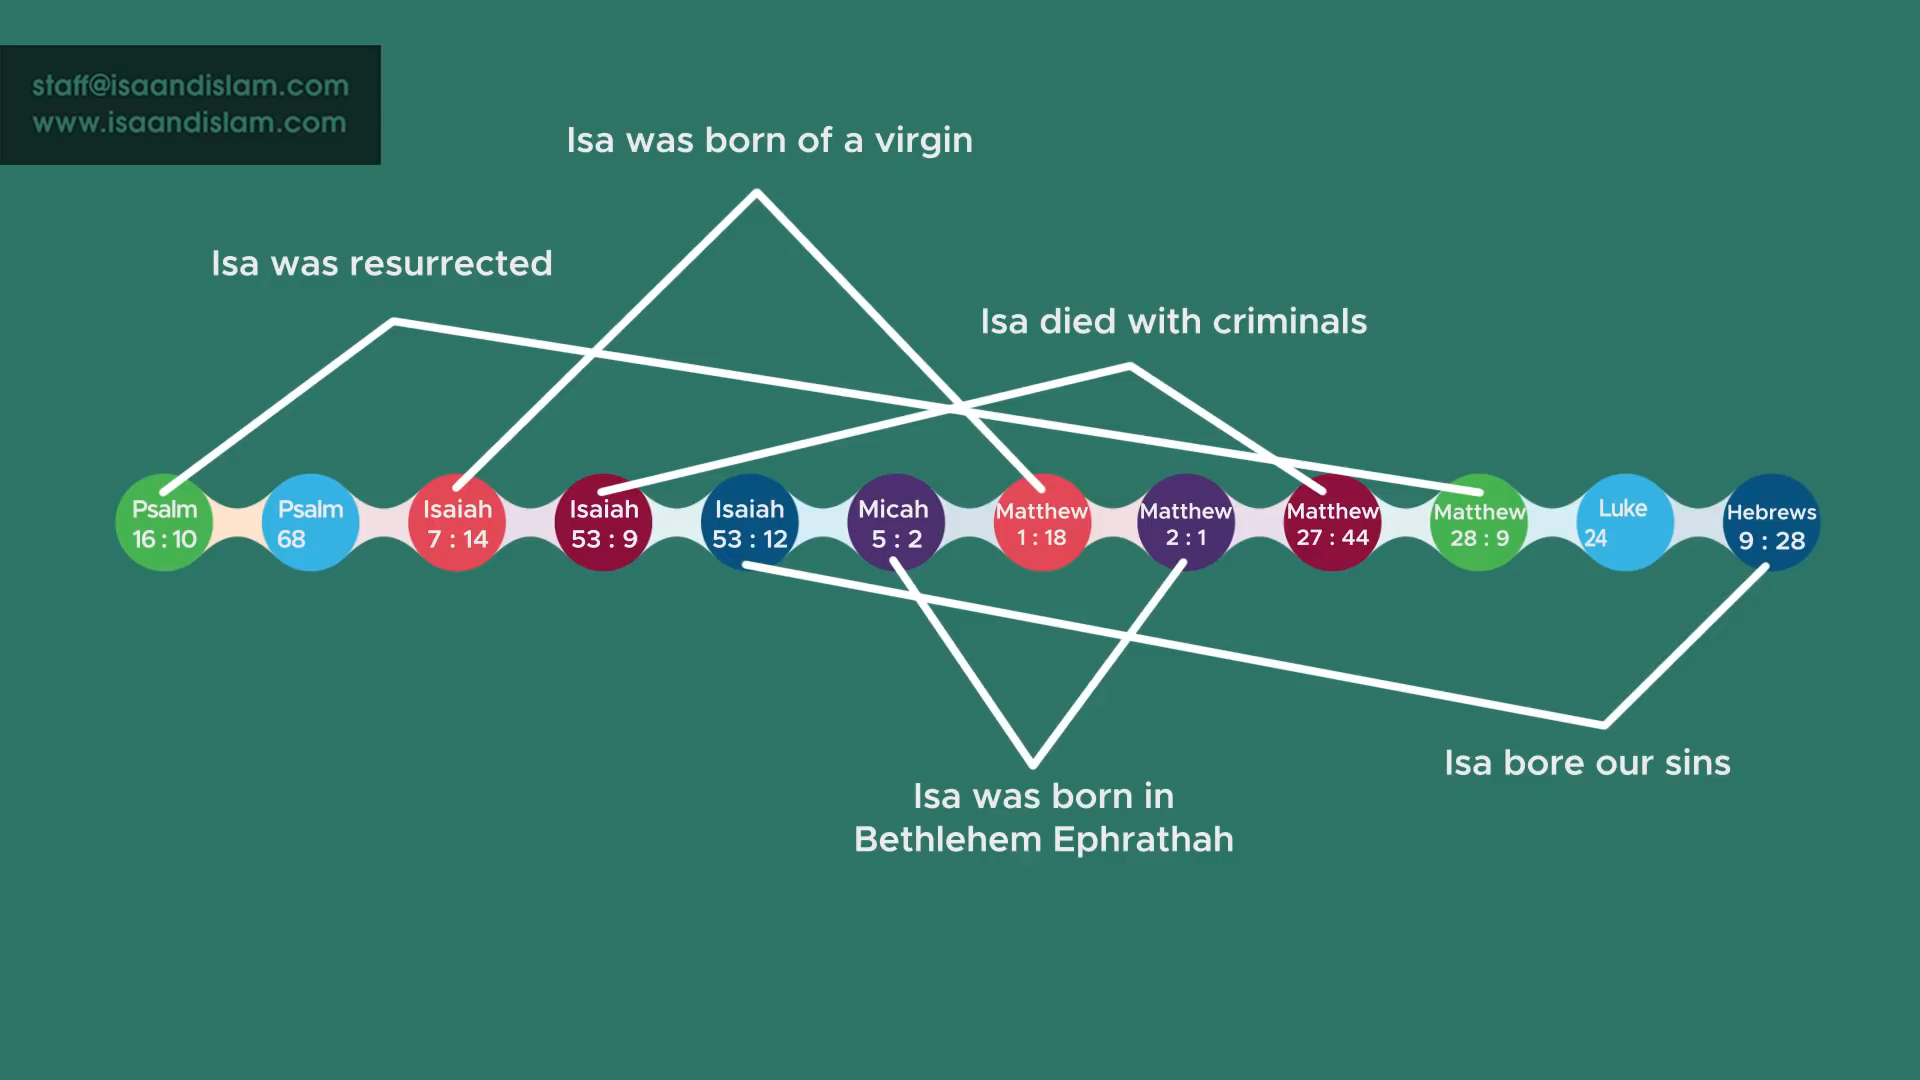 staff@isaandislam.com
www.isaandislam.com
Isa was born of a virgin
Isa was resurrected
Isa died with criminals
Psalm
16 : 10
Psalm
68
Isaiah
7 : 14
Isaiah
53 : 9
Isaiah
53 : 12
Micah
5 : 2
Matthew
1 : 18
Matthew
2 : 1
Matthew
27 : 44
Matthew
28 : 9
Luke
24
Hebrews
9 : 28
Isa bore our sins
Isa was born in
Bethlehem Ephrathah